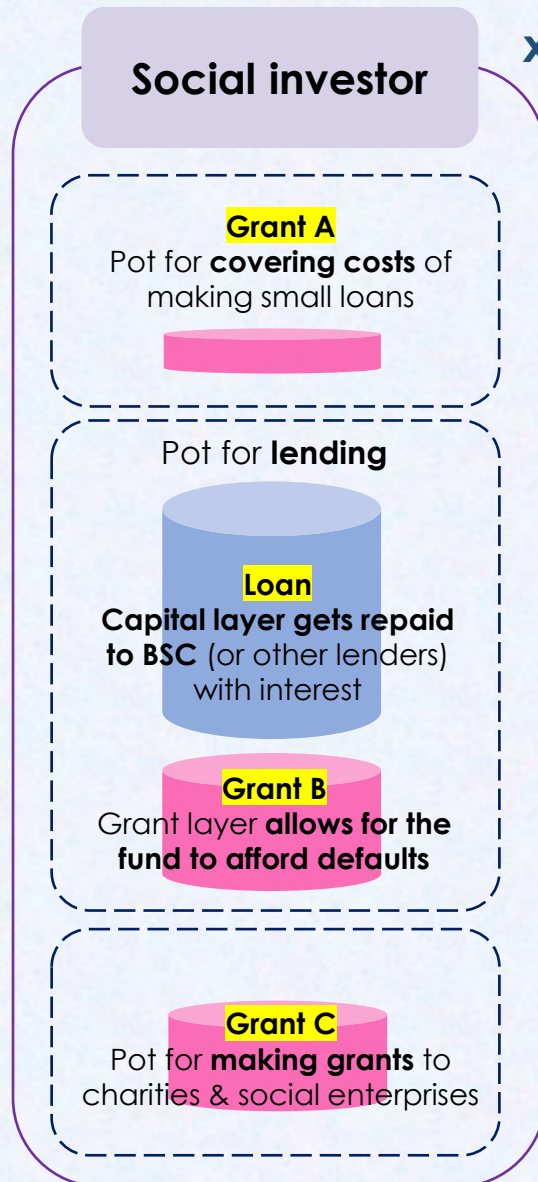 Social investor
x
Grant A
Pot for covering costs of
making small loans
Pot for lending
Loan
Capital layer gets repaid
to BSC (or other lenders)
with interest
Grant B
Grant layer allows for the
fund to afford defaults
Grant C
Pot for making grants to
charities & social enterprises